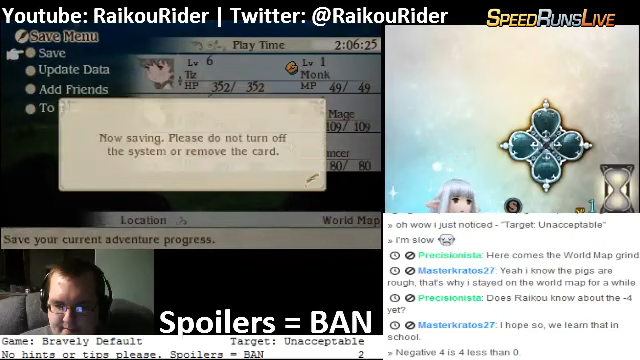 Youtube: RaikouRider | Twitter: @RaikouRider
SPEEDRUNSLIVE
Save Menu
Play Time 2:06:25
Save
Update Data
Add Friends
To
Lv 6
Tiz
HP 352/ 352
Lv 1
Monk
MP 49/ 49
Mage
109/ 109
80/ 80
Now saving. Please do not turn off
the system or remove the card.
Location
World Map
Save your current adventure progress.
S
1
» oh wow i just noticed - "Target: Unacceptable"
» i'm slow
Precisionista: Here comes the World Map grind
Masterkratos27: Yeah i know the pigs are
rough, that's why i stayed on the world map for a while.
Precisionista: Does Raikou know about the -4
yet?
Masterkratos27: I hope so, we learn that in
school.
» Negative 4 is 4 less than 0.
Spoilers = BAN
Game: Bravely Default
Target: Unacceptable
No hints or tips please. Spoilers = BAN
2